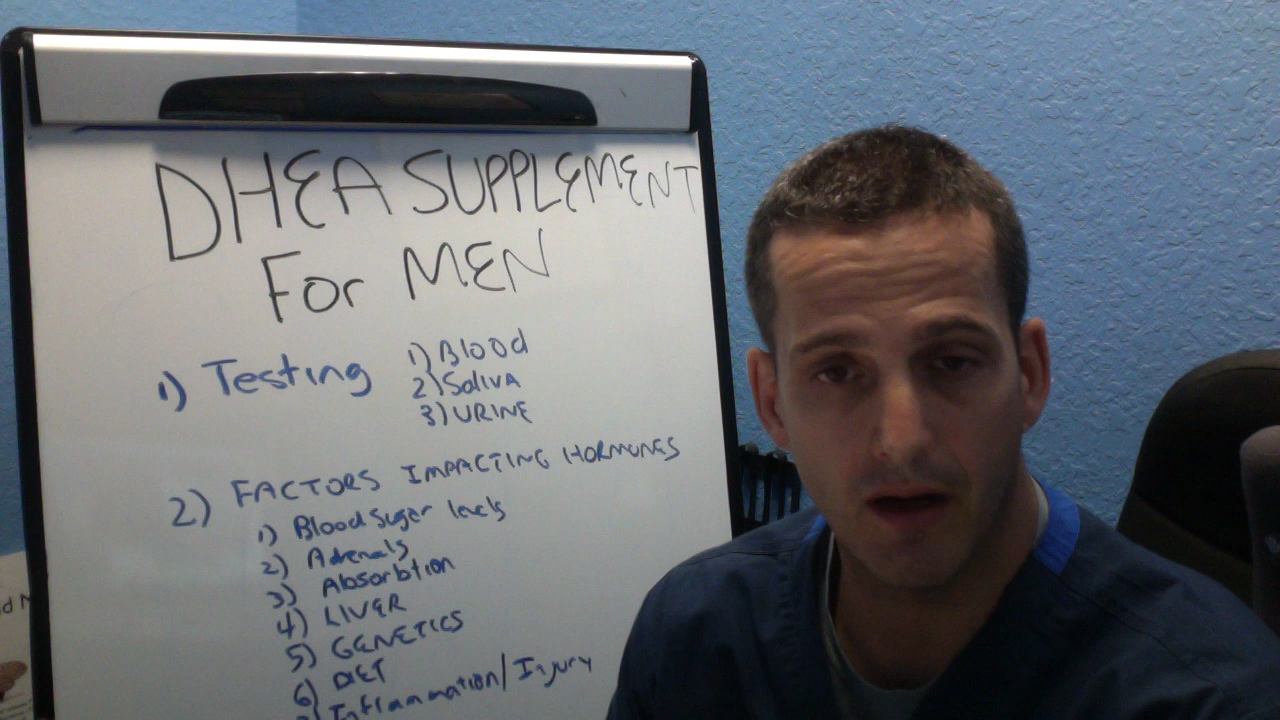 DHEA SUPPLEMENT
For MEN
1) Testing
1) Blood
2) Saliva
3) URINE
2) FACTORS IMPACTING HORMONES
1) Blood Suger levels
2) Adrenals
3) Absorbtion
4) LIVER
5) GENETICS
6) DIET
Inflammation/Injury